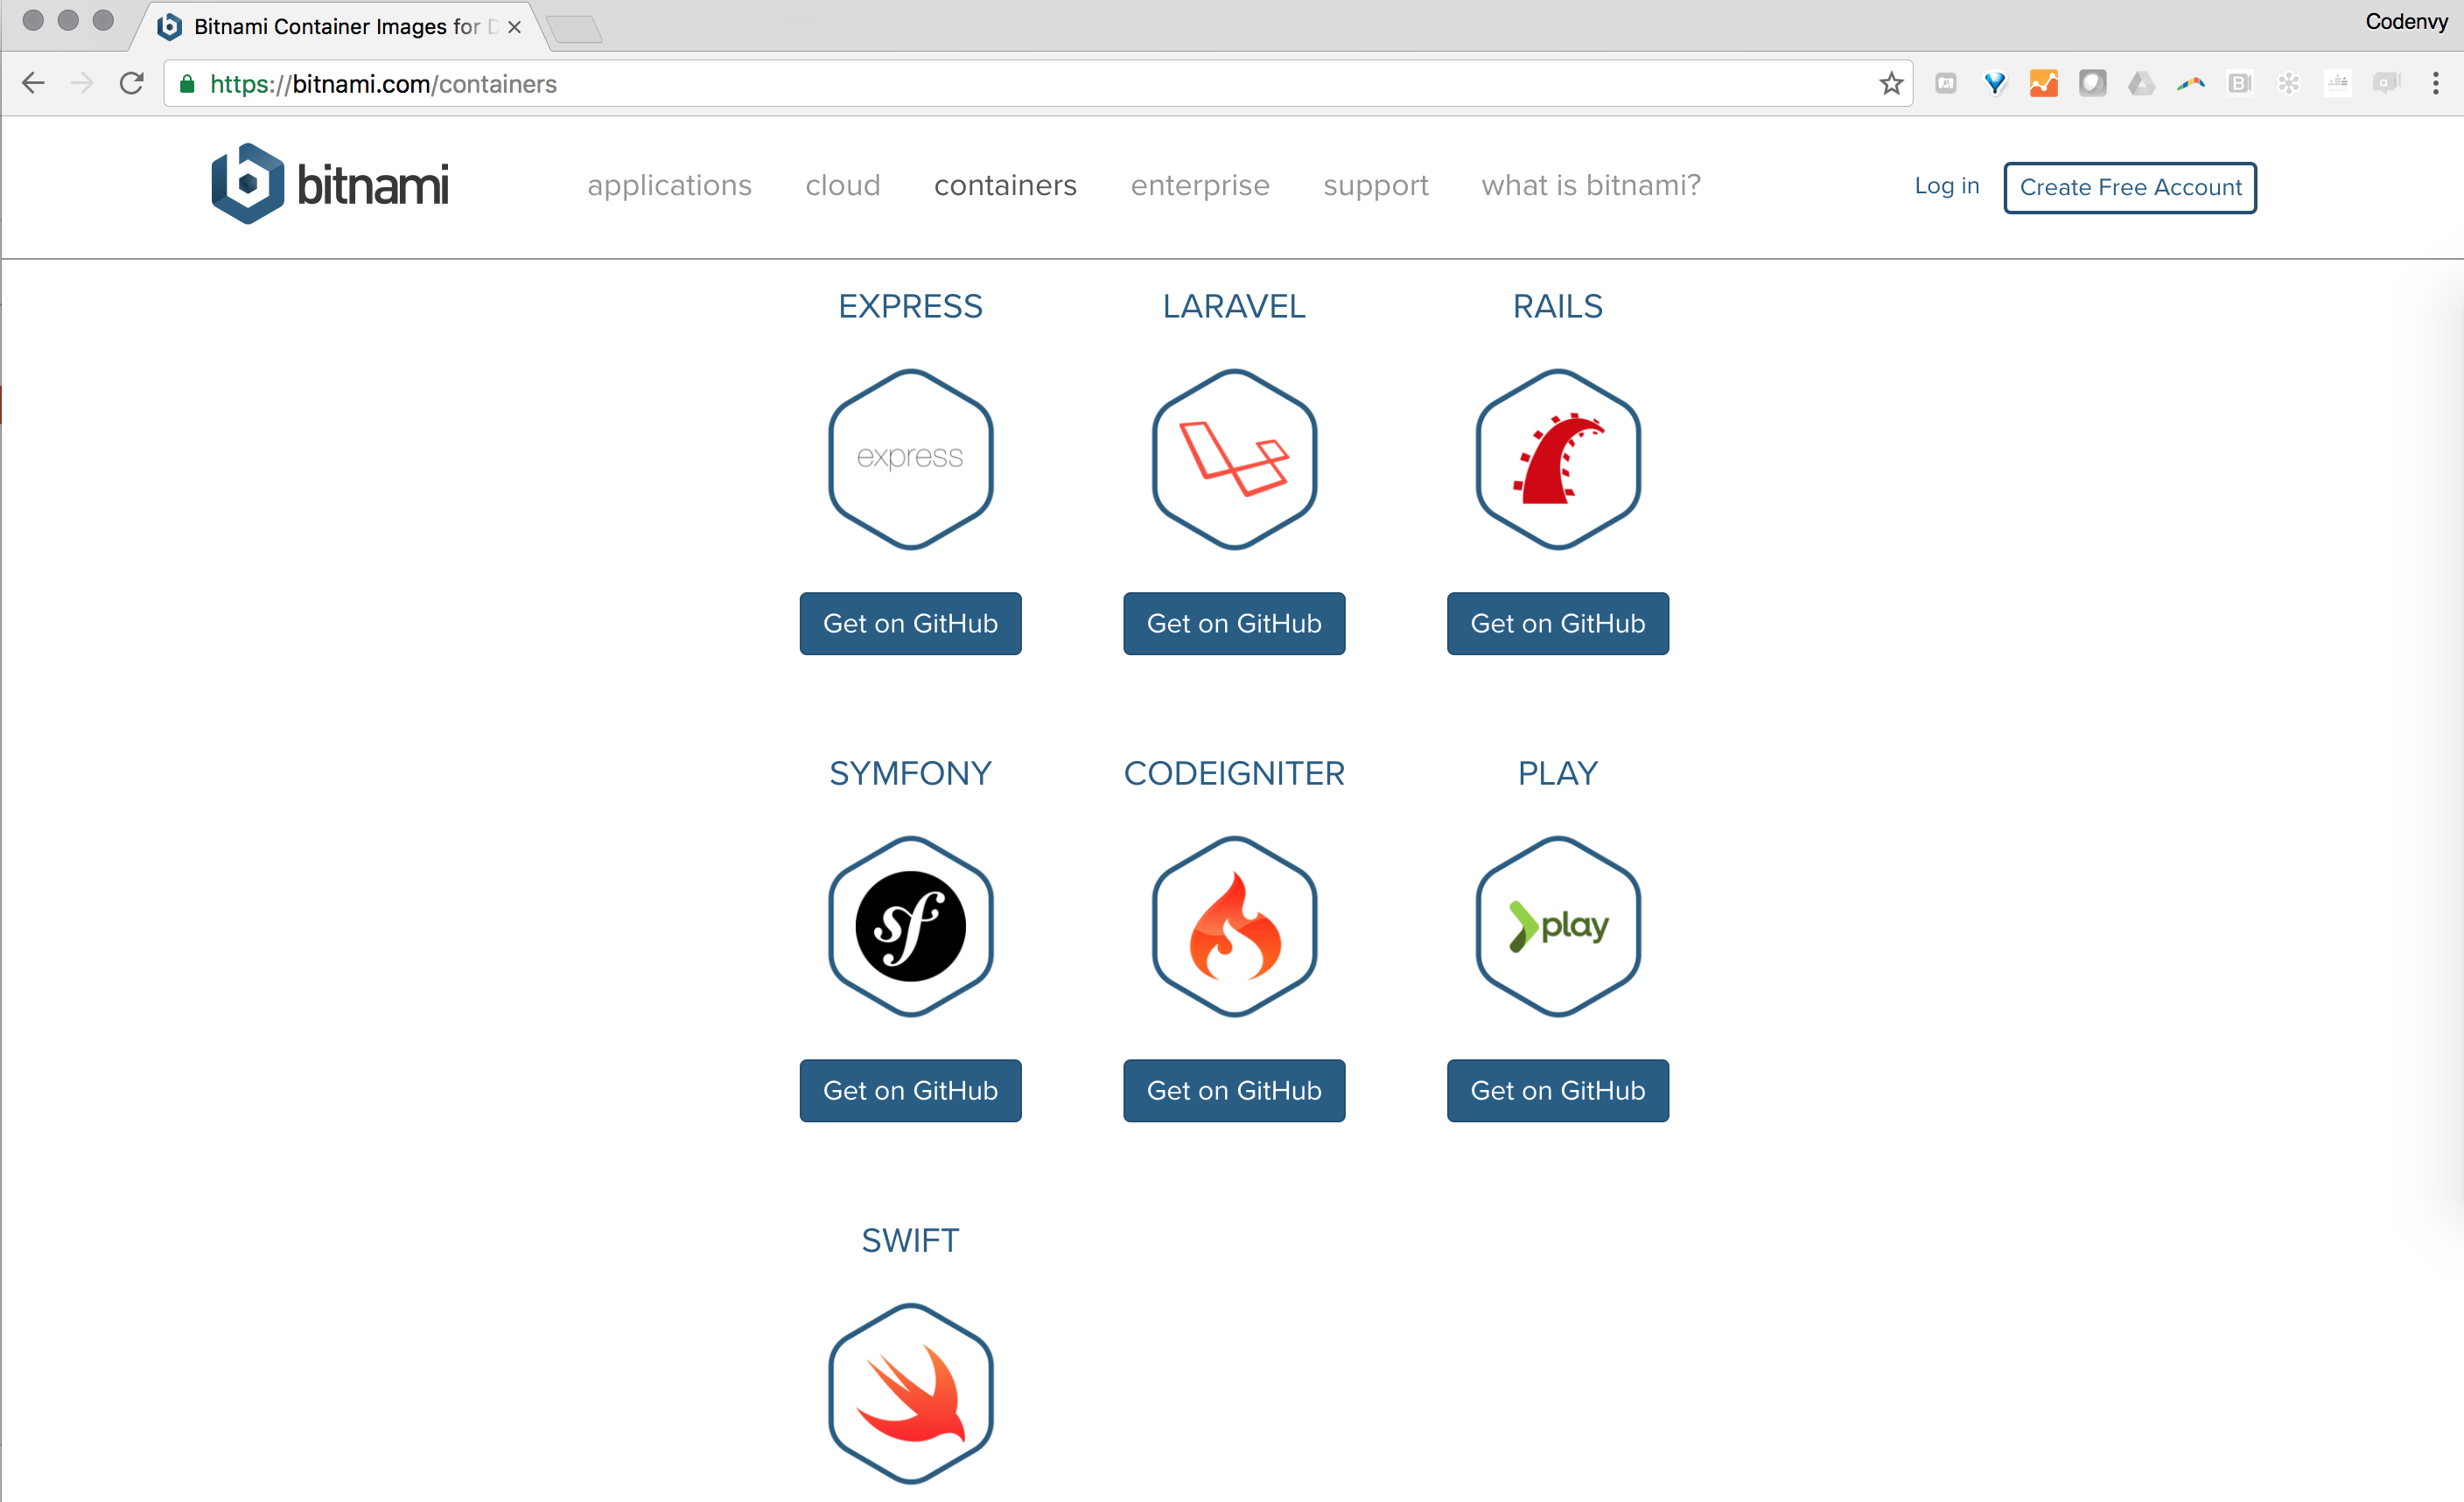 Bitnami Container Images for D
Codenvy
https://bitnami.com/containers
bitnami
applications cloud containers enterprise support what is bitnami? Log in Create Free Account
EXPRESS LARAVEL RAILS
express
Get on GitHub Get on GitHub Get on GitHub
SYMFONY CODEIGNITER PLAY
sf play
Get on GitHub Get on GitHub Get on GitHub
SWIFT